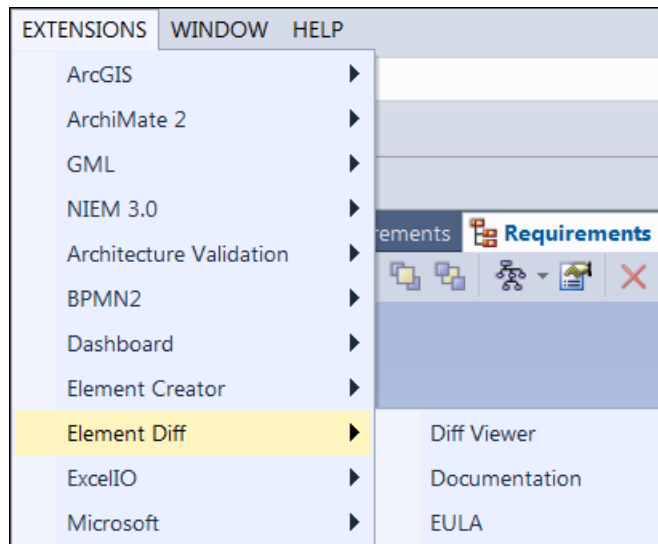 EXTENSIONS WINDOW HELP
ArcGIS
ArchiMate 2
GML
NIEM 3.0
rements Requirements
Architecture Validation
BPMN2
Dashboard
Element Creator
Element Diff
Diff Viewer
ExcelIO
Documentation
Microsoft
EULA